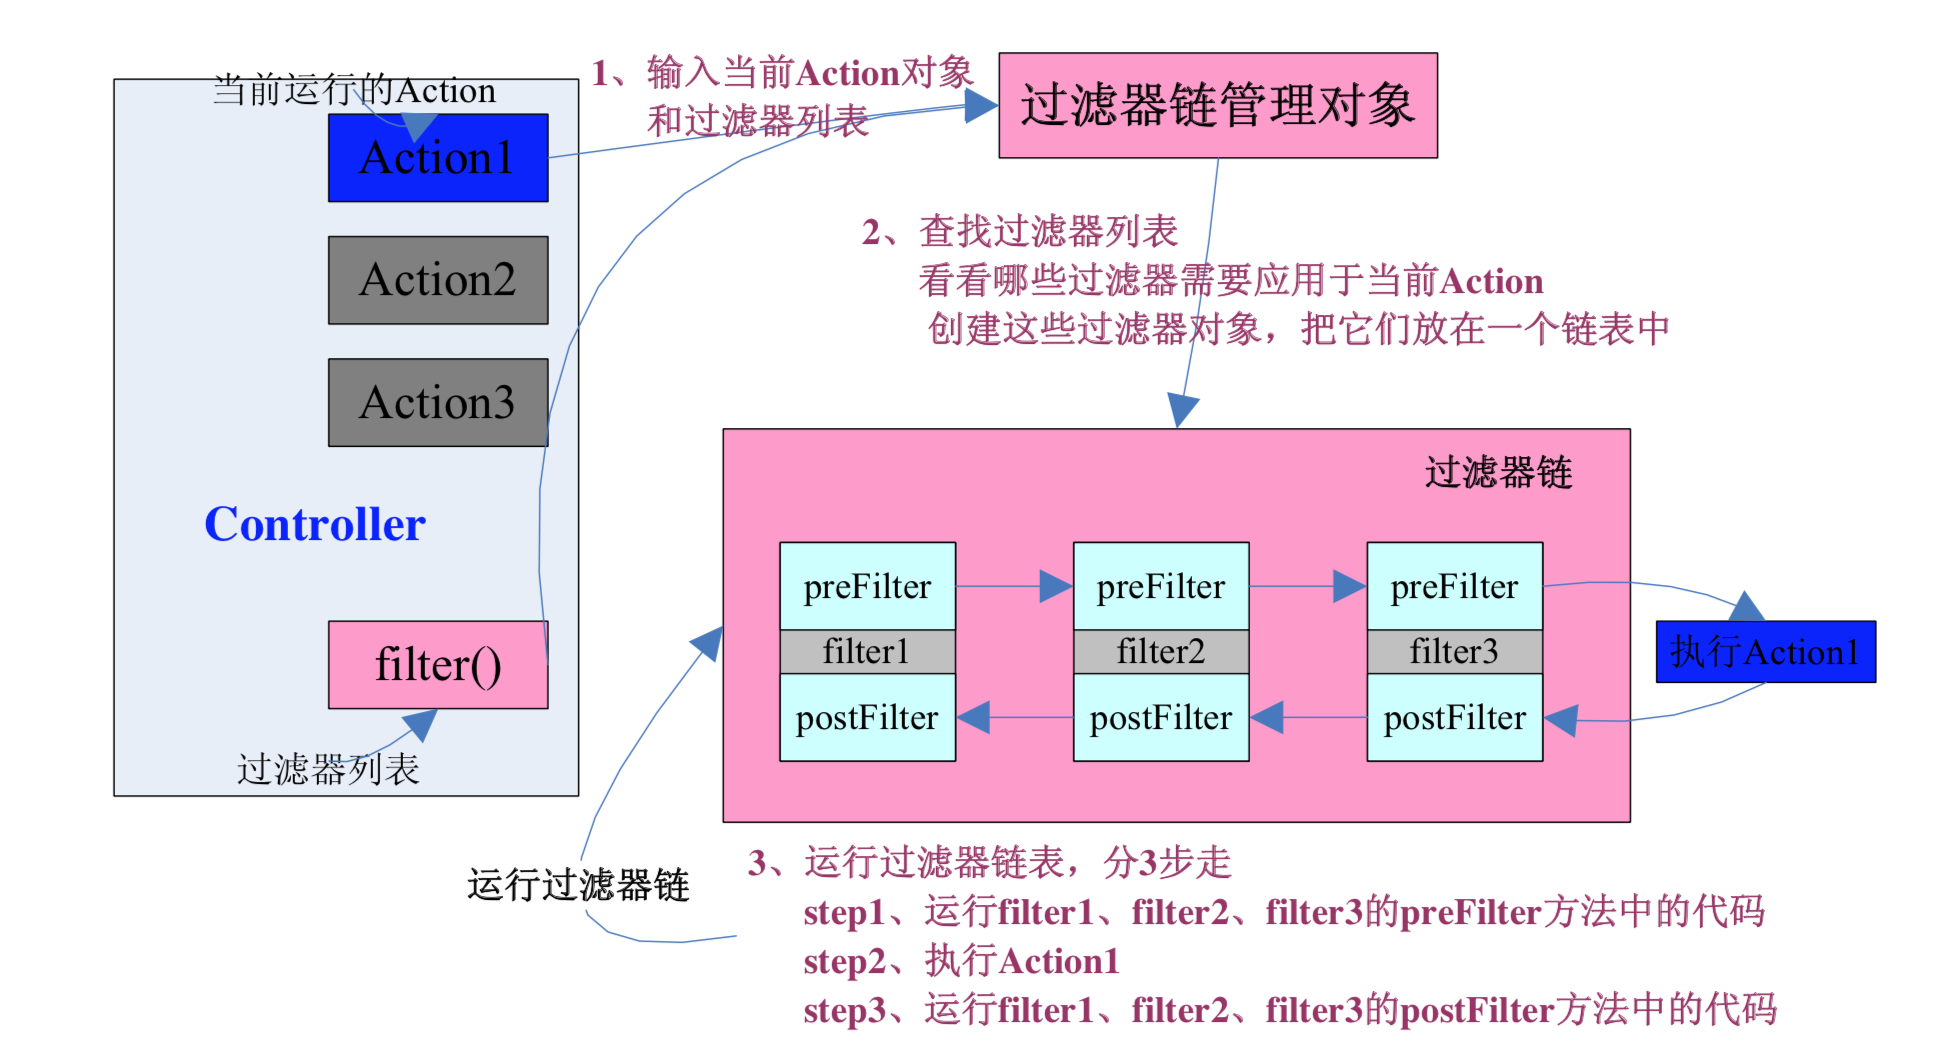 当前运行的Action
Action1
Action2
Action3
Controller
filter()
过滤器列表
1、输入当前Action对象
和过滤器列表
过滤器链管理对象
2、查找过滤器列表
看看哪些过滤器需要应用于当前Action
创建这些过滤器对象，把它们放在一个链表中
过滤器链
preFilter
preFilter
preFilter
filter1
filter2
filter3
postFilter
postFilter
postFilter
执行Action1
运行过滤器链
3、运行过滤器链表，分3步走
step1、运行filter1、filter2、filter3的preFilter方法中的代码
step2、执行Action1
step3、运行filter1、filter2、filter3的postFilter方法中的代码